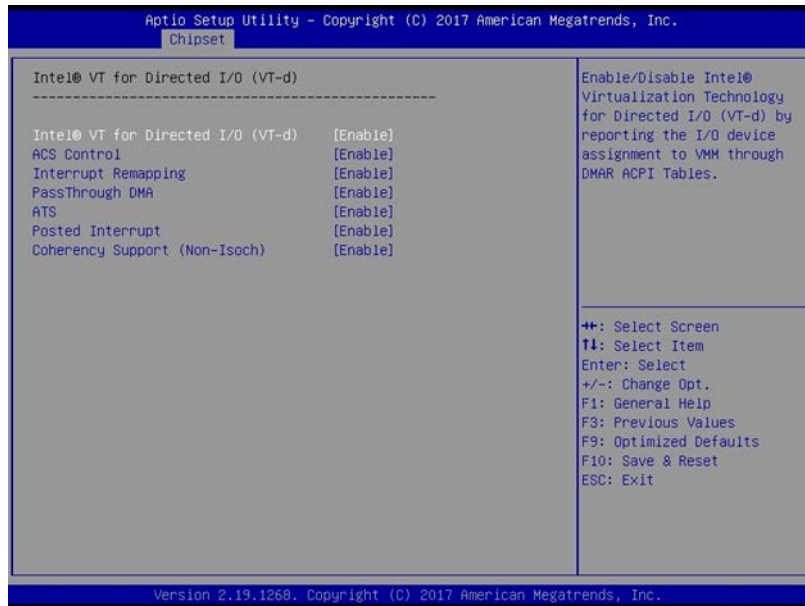 Aptio Setup Utility – Copyright (C) 2017 American Megatrends, Inc.
Chipset
Intel® VT for Directed I/O (VT-d)
------------------------------------------------
Intel® VT for Directed I/O (VT-d) [Enable]
ACS Control [Enable]
Interrupt Remapping [Enable]
PassThrough DMA [Enable]
ATS [Enable]
Posted Interrupt [Enable]
Coherency Support (Non-Isoch) [Enable]
Enable/Disable Intel®
Virtualization Technology
for Directed I/O (VT-d) by
reporting the I/O device
assignment to VMM through
DMAR ACPI Tables.
→←: Select Screen
↑↓: Select Item
Enter: Select
+/-: Change Opt.
F1: General Help
F3: Previous Values
F9: Optimized Defaults
F10: Save & Reset
ESC: Exit
Version 2.19.1268. Copyright (C) 2017 American Megatrends, Inc.